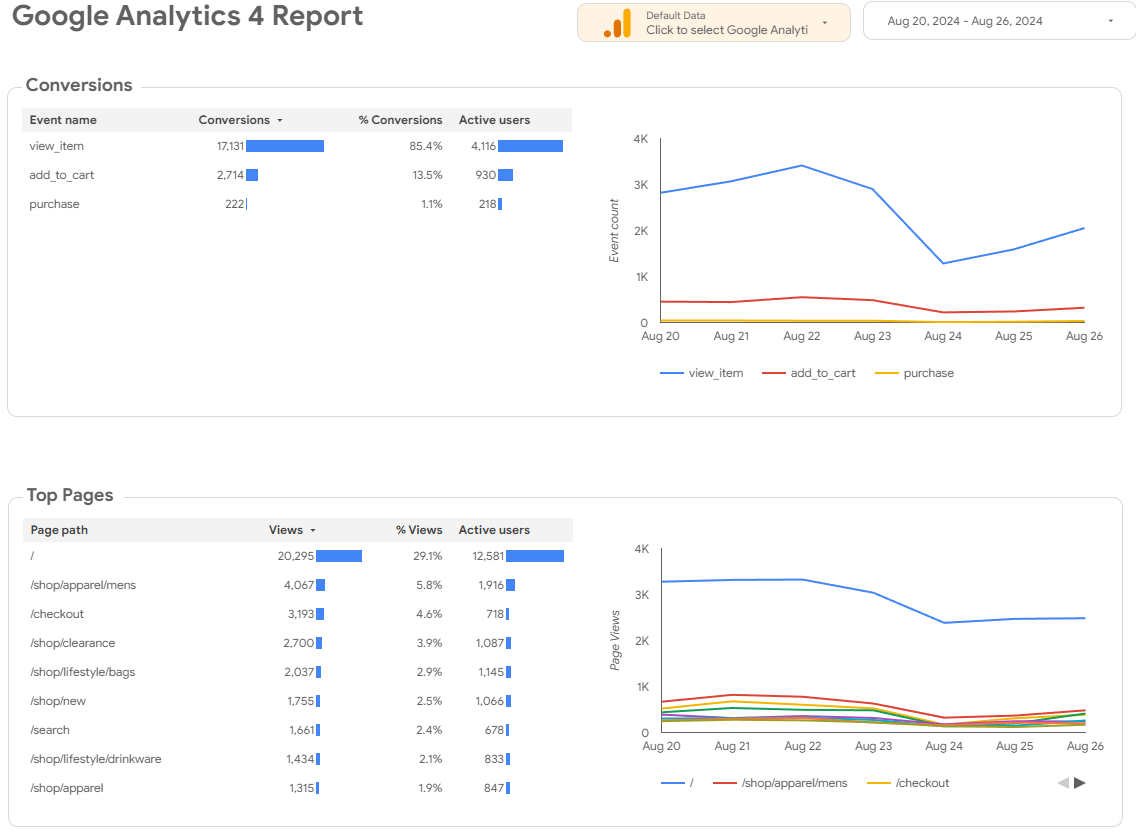 Google Analytics 4 Report
Default Data
Click to select Google Analyti
Aug 20, 2024 - Aug 26, 2024
Conversions
Event name Conversions % Conversions Active users
view_item 17,131 85.4% 4,116
add_to_cart 2,714 13.5% 930
purchase 222 1.1% 218
Event count
4K
3K
2K
1K
0
Aug 20 Aug 21 Aug 22 Aug 23 Aug 24 Aug 25 Aug 26
view_item add_to_cart purchase
Top Pages
Page path Views % Views Active users
/ 20,295 29.1% 12,581
/shop/apparel/mens 4,067 5.8% 1,916
/checkout 3,193 4.6% 718
/shop/clearance 2,700 3.9% 1,087
/shop/lifestyle/bags 2,037 2.9% 1,145
/shop/new 1,755 2.5% 1,066
/search 1,661 2.4% 678
/shop/lifestyle/drinkware 1,434 2.1% 833
/shop/apparel 1,315 1.9% 847
Page Views
4K
3K
2K
1K
0
Aug 20 Aug 21 Aug 22 Aug 23 Aug 24 Aug 25 Aug 26
/ /shop/apparel/mens /checkout